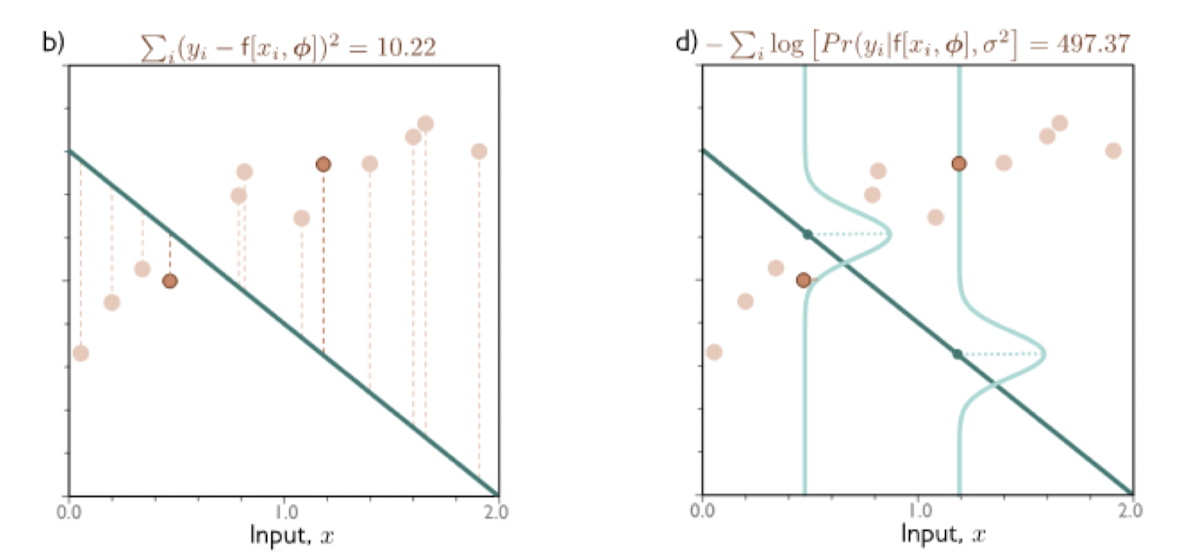 b)
∑ᵢ(yᵢ − f[xᵢ, ϕ])² = 10.22
0.0 1.0 2.0
Input, x
d)
− ∑ᵢ log [Pr(yᵢ|f[xᵢ, ϕ], σ²] = 497.37
0.0 1.0 2.0
Input, x